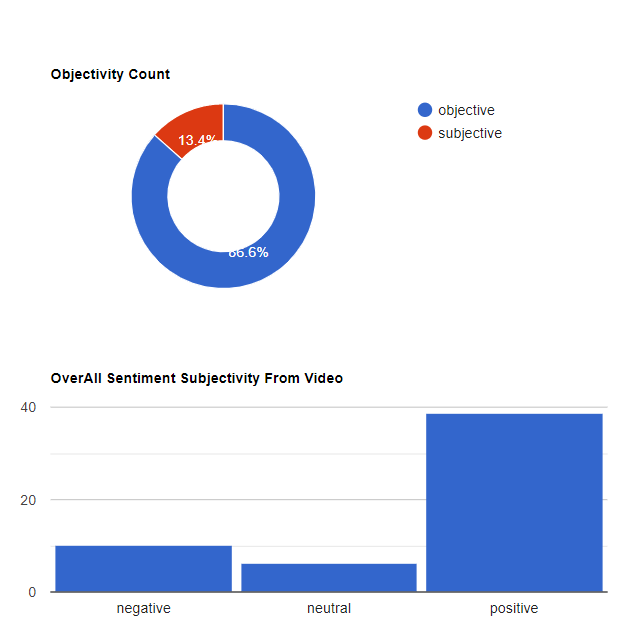 Objectivity Count
objective
subjective
13.4%
86.6%
OverAll Sentiment Subjectivity From Video
40
20
0
negative neutral positive